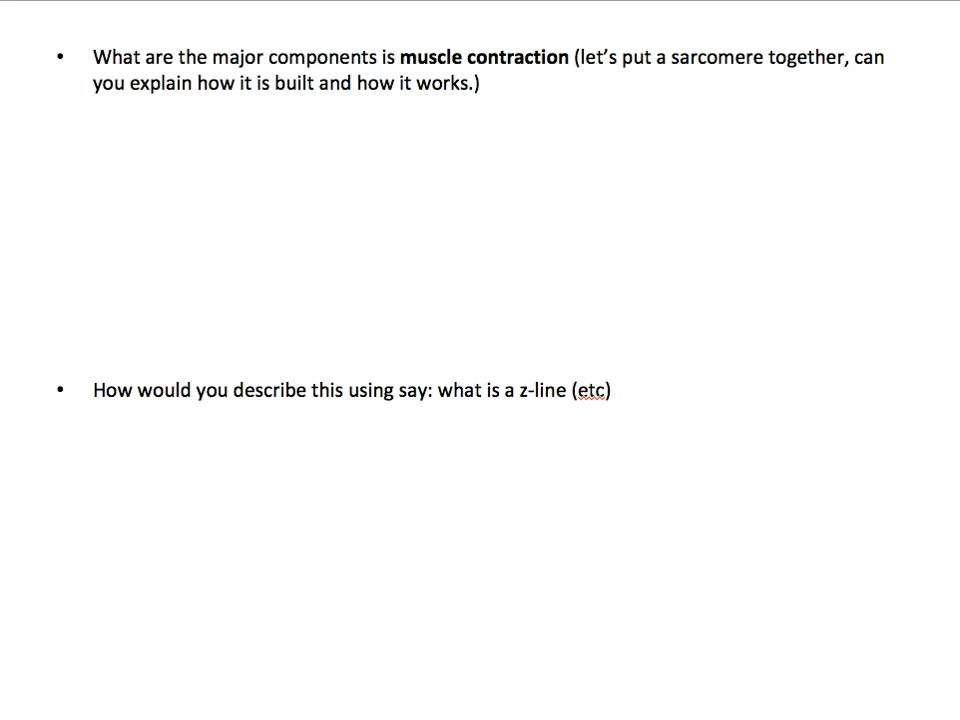 • What are the major components is muscle contraction (let’s put a sarcomere together, can
you explain how it is built and how it works.)
• How would you describe this using say: what is a z-line (etc)